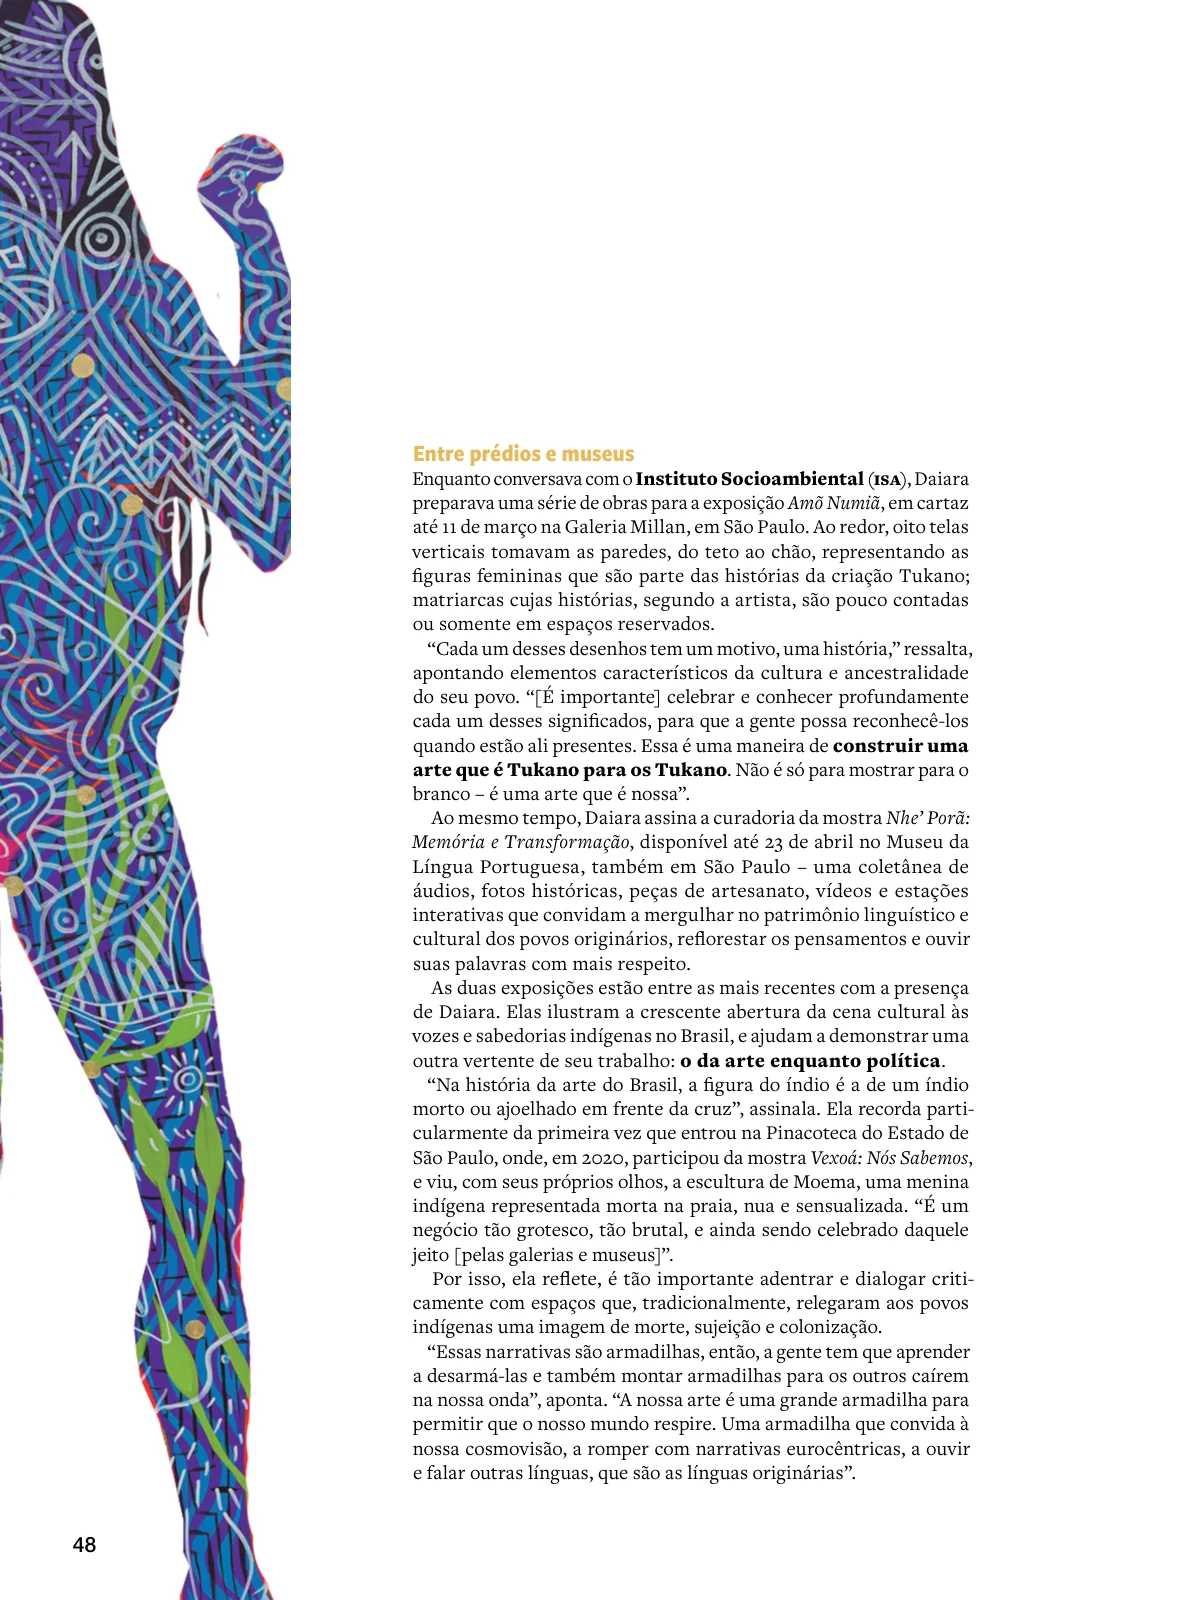 Entre prédios e museus
Enquanto conversava com o Instituto Socioambiental (ISA), Daiara
preparava uma série de obras para a exposição Amõ Numiã, em cartaz
até 11 de março na Galeria Millan, em São Paulo. Ao redor, oito telas
verticais tomavam as paredes, do teto ao chão, representando as
figuras femininas que são parte das histórias da criação Tukano;
matriarcas cujas histórias, segundo a artista, são pouco contadas
ou somente em espaços reservados.
“Cada um desses desenhos tem um motivo, uma história,” ressalta,
apontando elementos característicos da cultura e ancestralidade
do seu povo. “[É importante] celebrar e conhecer profundamente
cada um desses significados, para que a gente possa reconhecê-los
quando estão ali presentes. Essa é uma maneira de construir uma
arte que é Tukano para os Tukano. Não é só para mostrar para o
branco – é uma arte que é nossa”.
Ao mesmo tempo, Daiara assina a curadoria da mostra Nhe’ Porã:
Memória e Transformação, disponível até 23 de abril no Museu da
Língua Portuguesa, também em São Paulo – uma coletânea de
áudios, fotos históricas, peças de artesanato, vídeos e estações
interativas que convidam a mergulhar no patrimônio linguístico e
cultural dos povos originários, reflorestar os pensamentos e ouvir
suas palavras com mais respeito.
As duas exposições estão entre as mais recentes com a presença
de Daiara. Elas ilustram a crescente abertura da cena cultural às
vozes e sabedorias indígenas no Brasil, e ajudam a demonstrar uma
outra vertente de seu trabalho: o da arte enquanto política.
“Na história da arte do Brasil, a figura do índio é a de um índio
morto ou ajoelhado em frente da cruz”, assinala. Ela recorda parti-
cularmente da primeira vez que entrou na Pinacoteca do Estado de
São Paulo, onde, em 2020, participou da mostra Vexoá: Nós Sabemos,
e viu, com seus próprios olhos, a escultura de Moema, uma menina
indígena representada morta na praia, nua e sensualizada. “É um
negócio tão grotesco, tão brutal, e ainda sendo celebrado daquele
jeito [pelas galerias e museus]”.
Por isso, ela reflete, é tão importante adentrar e dialogar criti-
camente com espaços que, tradicionalmente, relegaram aos povos
indígenas uma imagem de morte, sujeição e colonização.
“Essas narrativas são armadilhas, então, a gente tem que aprender
a desarmá-las e também montar armadilhas para os outros caírem
na nossa onda”, aponta. “A nossa arte é uma grande armadilha para
permitir que o nosso mundo respire. Uma armadilha que convida à
nossa cosmovisão, a romper com narrativas eurocêntricas, a ouvir
e falar outras línguas, que são as línguas originárias”.
48